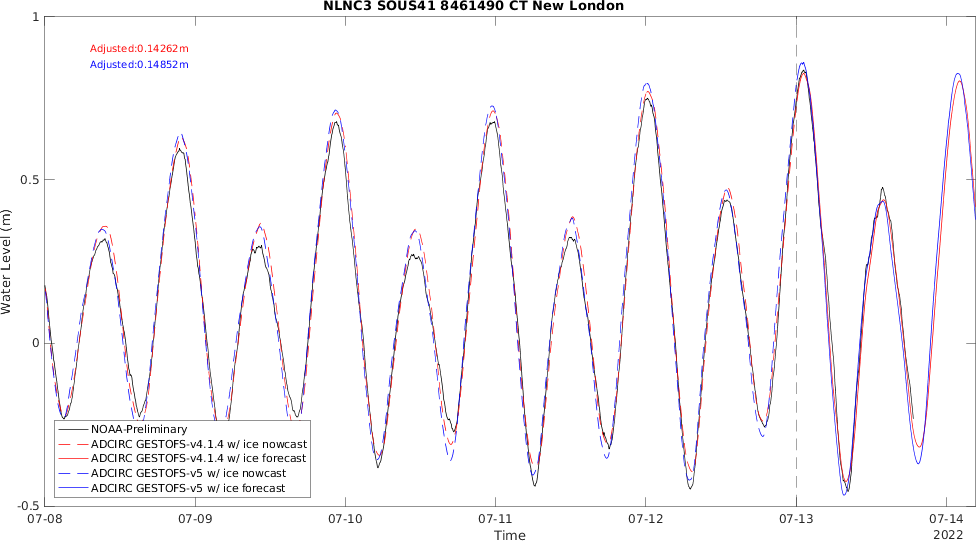 NLNC3 SOUS41 8461490 CT New London
Adjusted:0.14262m
Adjusted:0.14852m
Water Level (m)
1
0.5
0
-0.5
NOAA-Preliminary
ADCIRC GESTOFS-v4.1.4 w/ ice nowcast
ADCIRC GESTOFS-v4.1.4 w/ ice forecast
ADCIRC GESTOFS-v5 w/ ice nowcast
ADCIRC GESTOFS-v5 w/ ice forecast
07-08 07-09 07-10 07-11 07-12 07-13 07-14
Time
2022